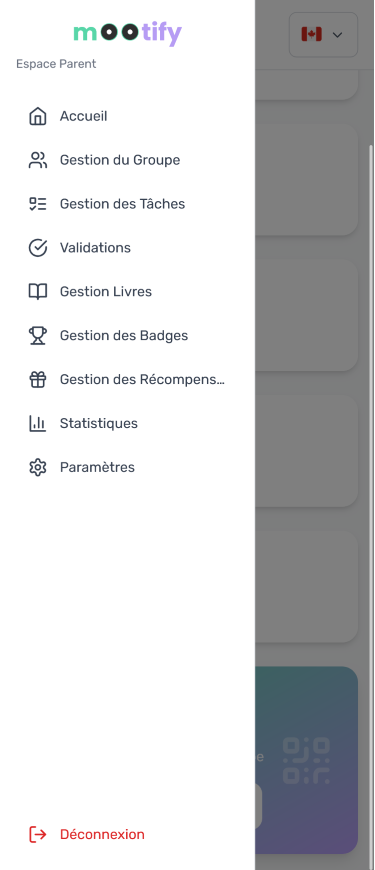 mootify
Espace Parent
Accueil
Gestion du Groupe
Gestion des Tâches
Validations
Gestion Livres
Gestion des Badges
Gestion des Récompens...
Statistiques
Paramètres
e
Déconnexion